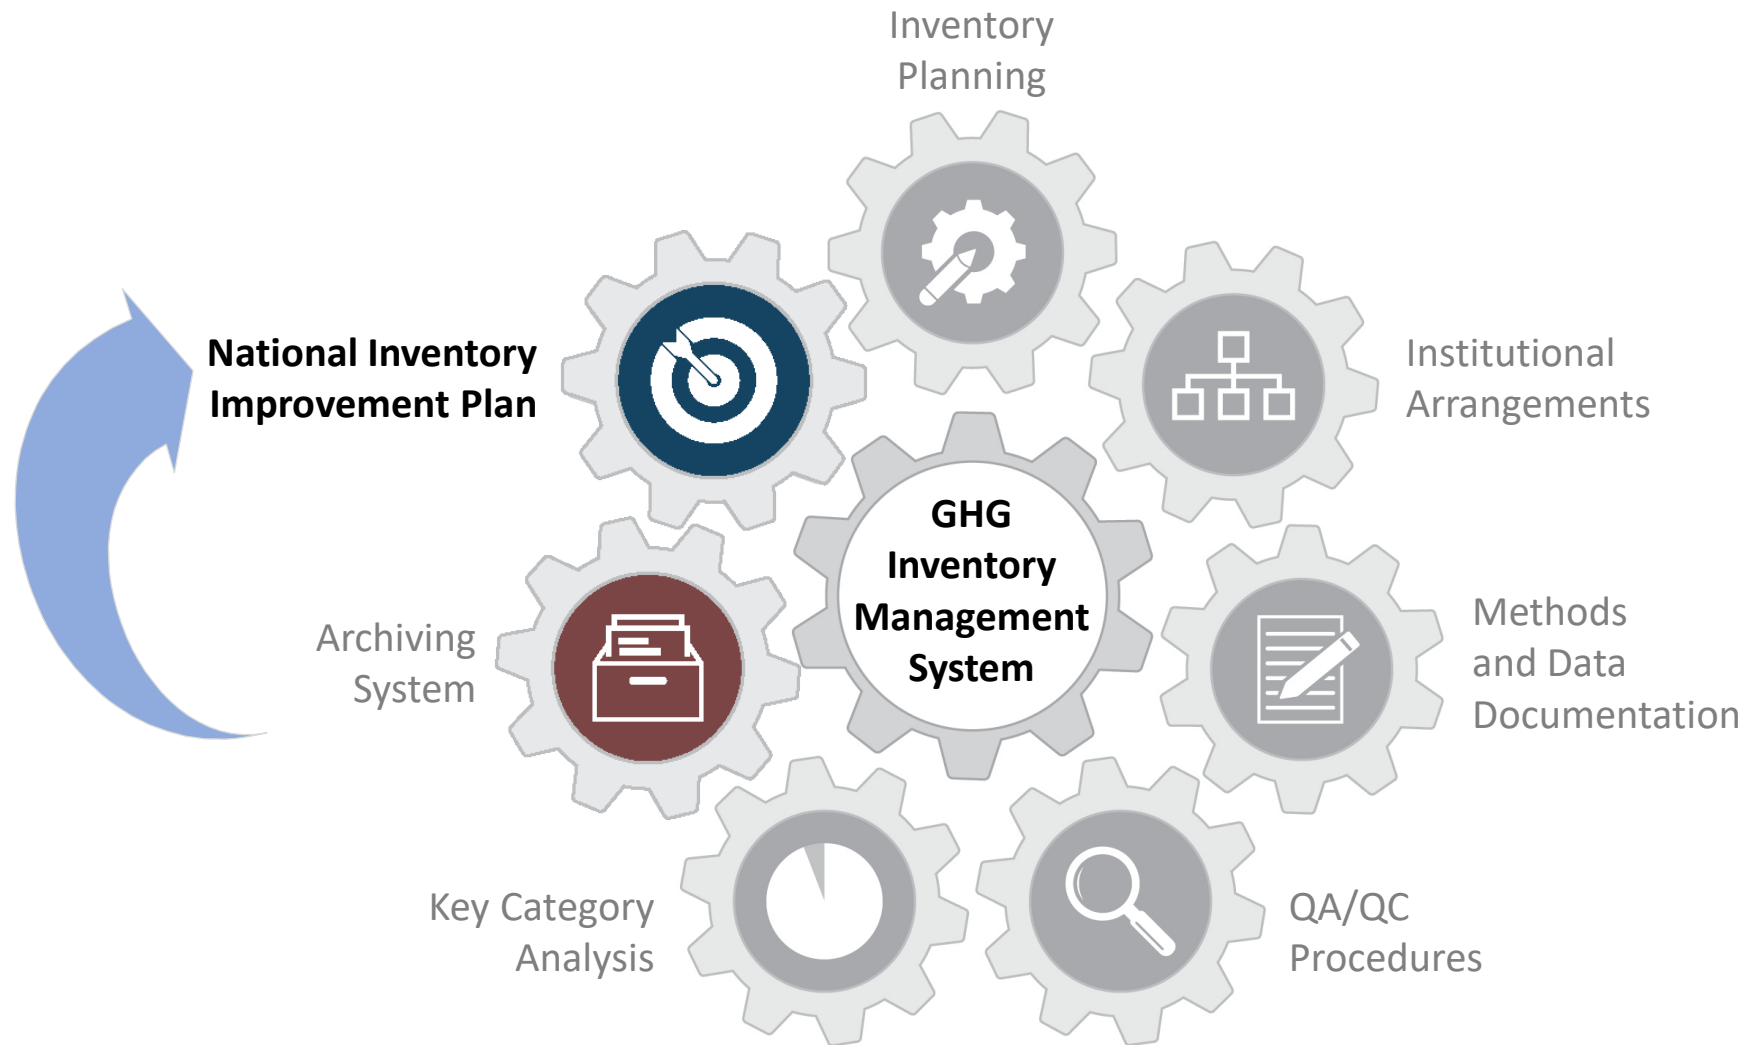 Inventory
Planning
National Inventory
Improvement Plan
Institutional
Arrangements
GHG
Inventory
Management
System
Archiving
System
Methods
and Data
Documentation
Key Category
Analysis
QA/QC
Procedures